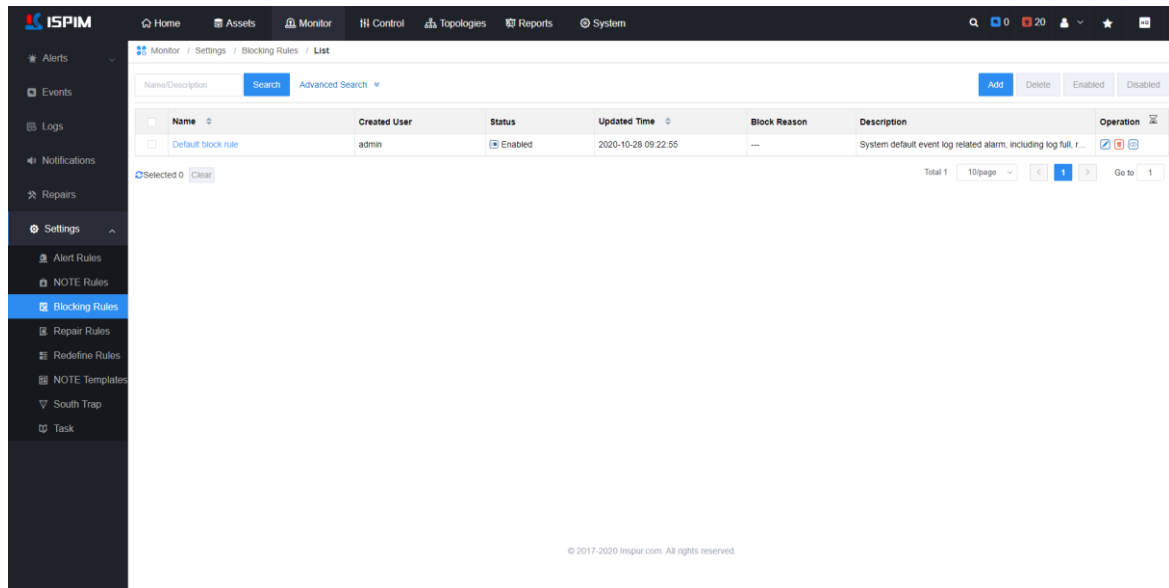 ISPIM
Home Assets Monitor Control Topologies Reports System 0 20
Monitor / Settings / Blocking Rules / List
Alerts
Events
Logs
Notifications
Repairs
Settings
Alert Rules
NOTE Rules
Blocking Rules
Repair Rules
Redefine Rules
NOTE Templates
South Trap
Task
Name/Description Search Advanced Search Add Delete Enabled Disabled
Name Created User Status Updated Time Block Reason Description Operation
Default block rule admin Enabled 2020-10-28 09:22:55 --- System default event log related alarm, including log full, r...
Selected 0 Clear Total 1 10/page < 1 > Go to 1
© 2017-2020 Inspur.com. All rights reserved.